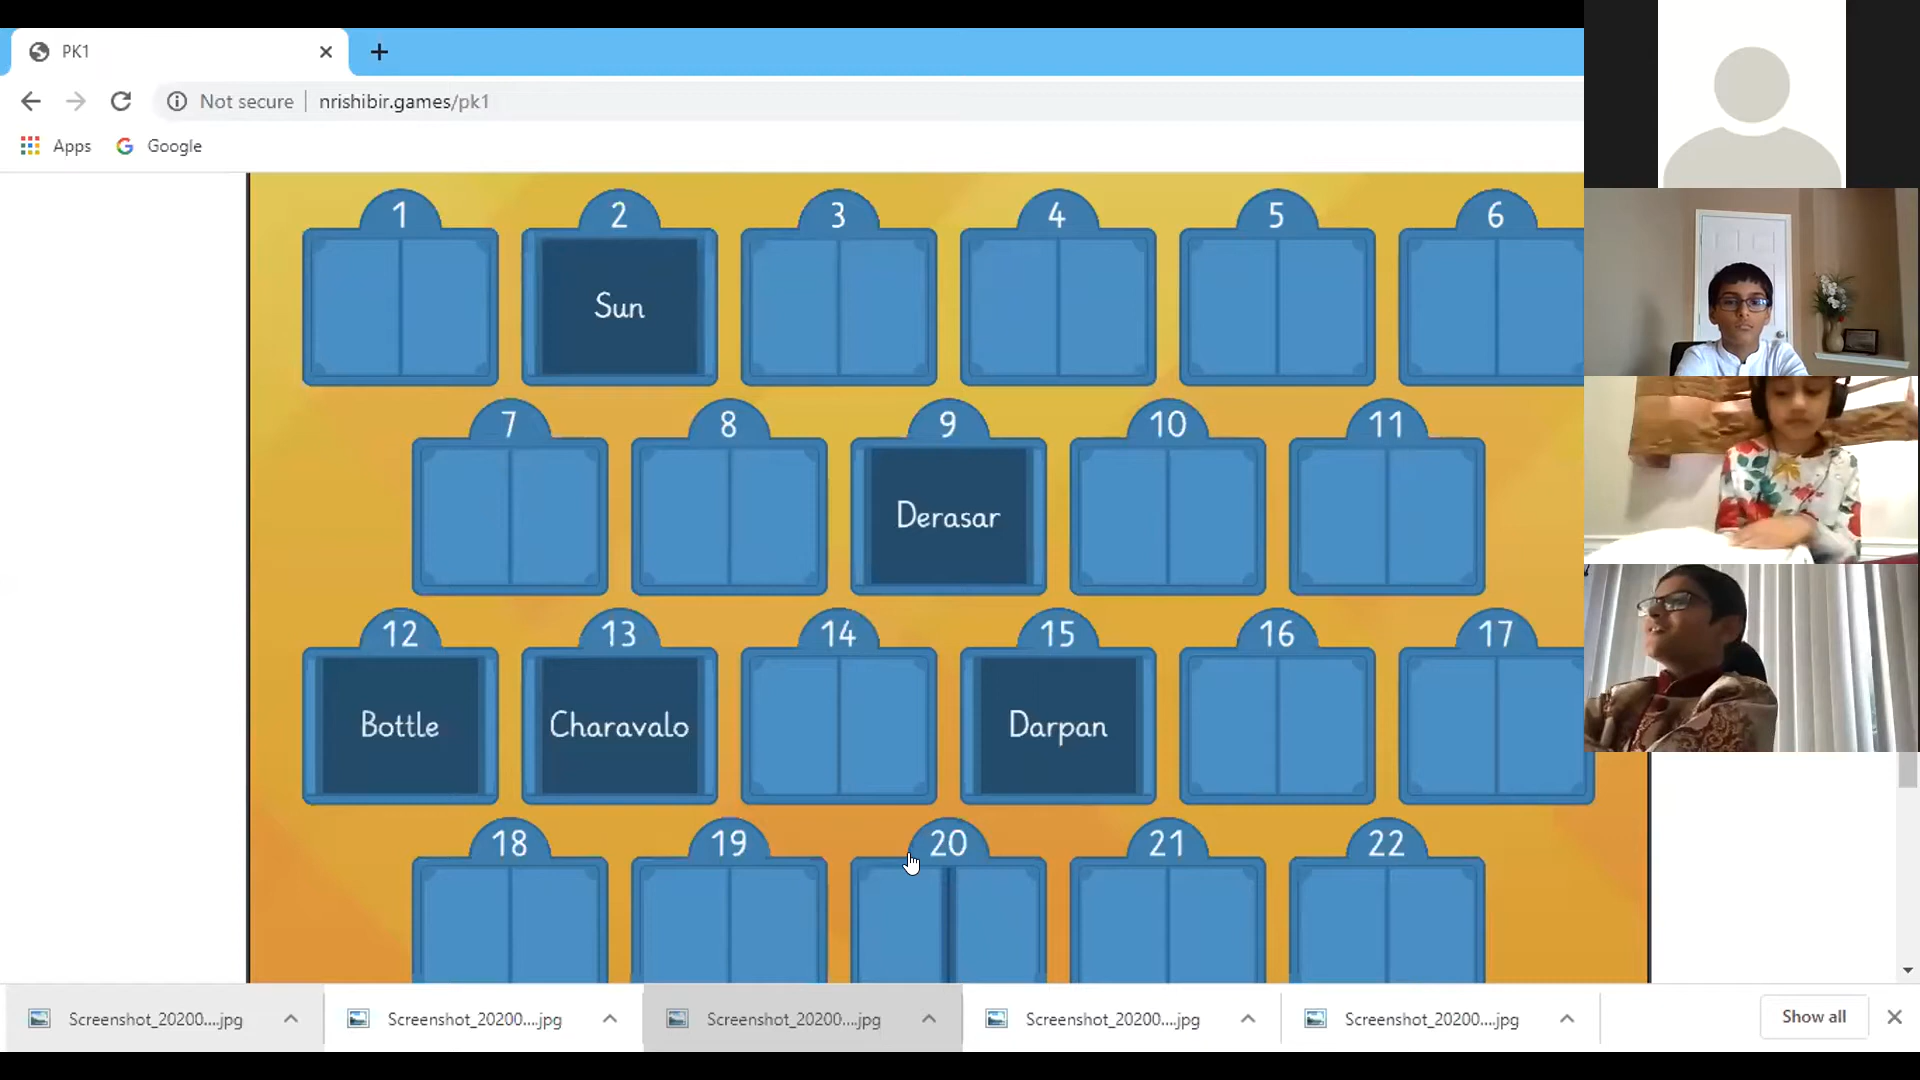 PK1
Not secure nrishibir.games/pk1
Apps Google
1 2 3 4 5 6
Sun
7 8 9 10 11
Derasar
12 13 14 15 16 17
Bottle Charavalo Darpan
18 19 20 21 22
Screenshot_20200....jpg Screenshot_20200....jpg Screenshot_20200....jpg Screenshot_20200....jpg Screenshot_20200....jpg Show all